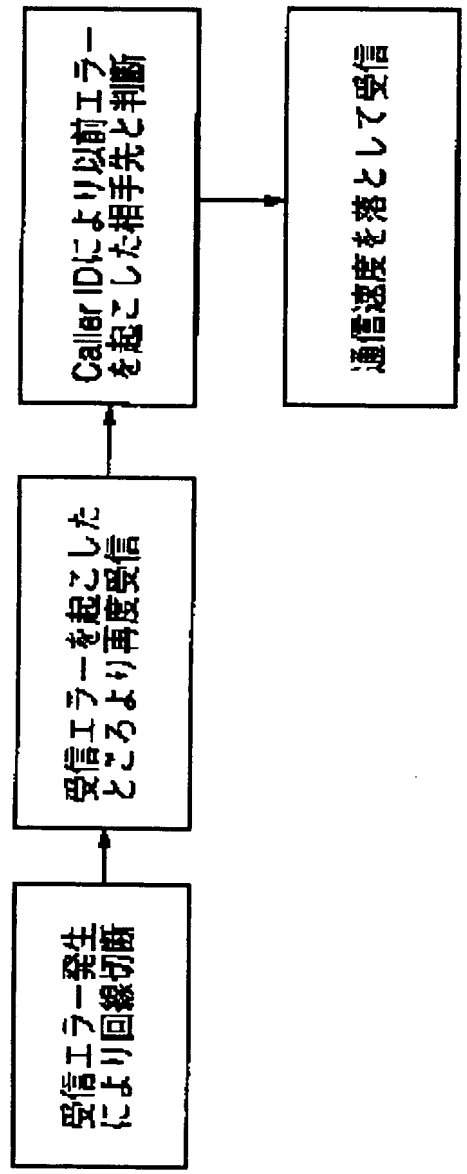 受信エラー発生
により回線切断
受信エラーを起こした
ところより再度受信
Caller IDにより以前エラー
を起こした相手先と判断
通信速度を落として受信